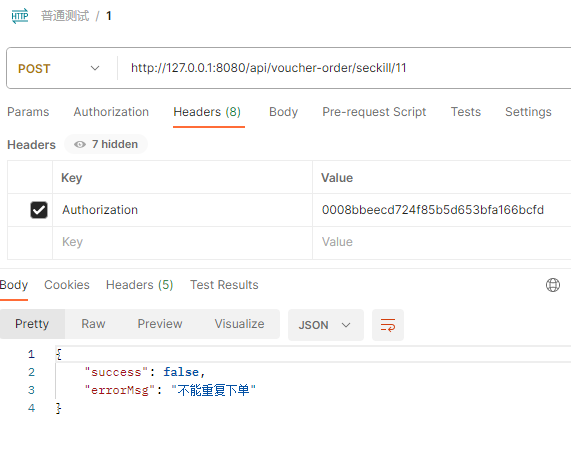 HTTP 普通测试 / 1
POST http://127.0.0.1:8080/api/voucher-order/seckill/11
Params Authorization Headers (8) Body Pre-request Script Tests Settings
Headers 7 hidden
Key Value
Authorization 0008bbeecd724f85b5d653bfa166bcfd
Key Value
Body Cookies Headers (5) Test Results
Pretty Raw Preview Visualize JSON
1 {
2 "success": false,
3 "errorMsg": "不能重复下单"
4 }